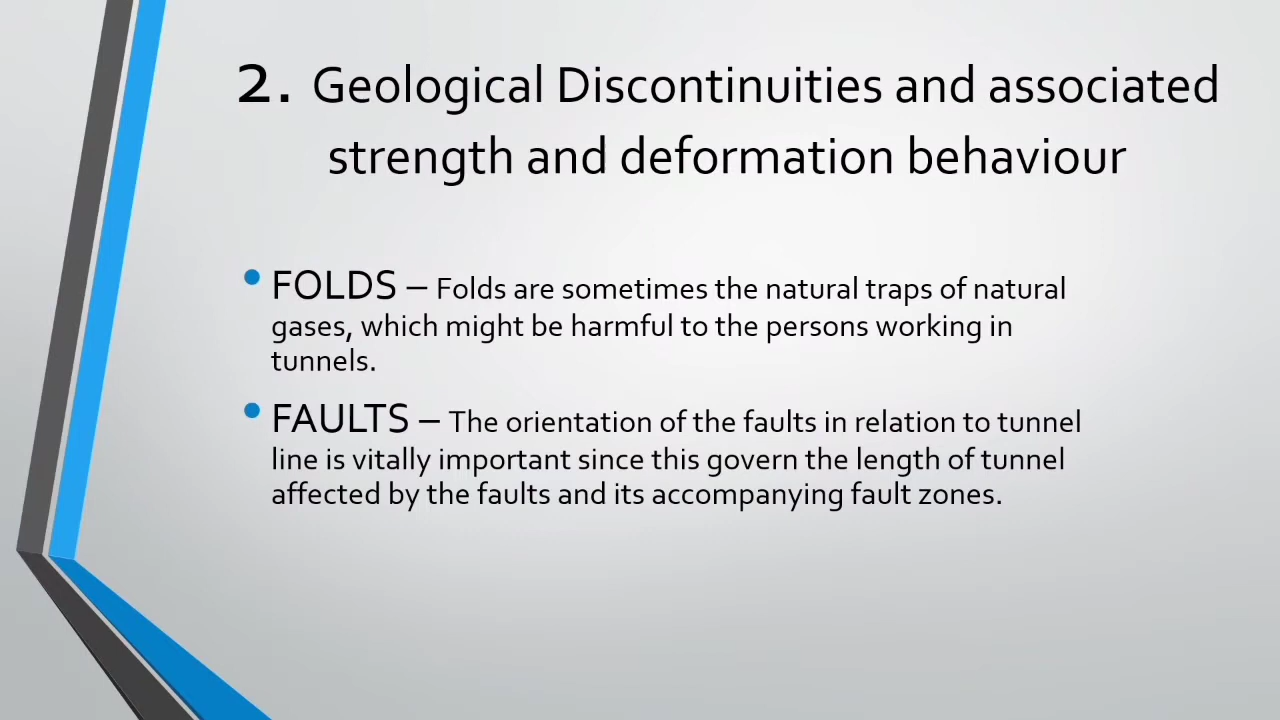 2. Geological Discontinuities and associated
strength and deformation behaviour
• FOLDS – Folds are sometimes the natural traps of natural
gases, which might be harmful to the persons working in
tunnels.
• FAULTS – The orientation of the faults in relation to tunnel
line is vitally important since this govern the length of tunnel
affected by the faults and its accompanying fault zones.